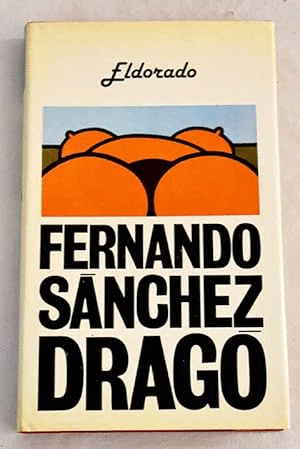 Eldorado
FERNANDO
SÁNCHEZ
DRAGÓ